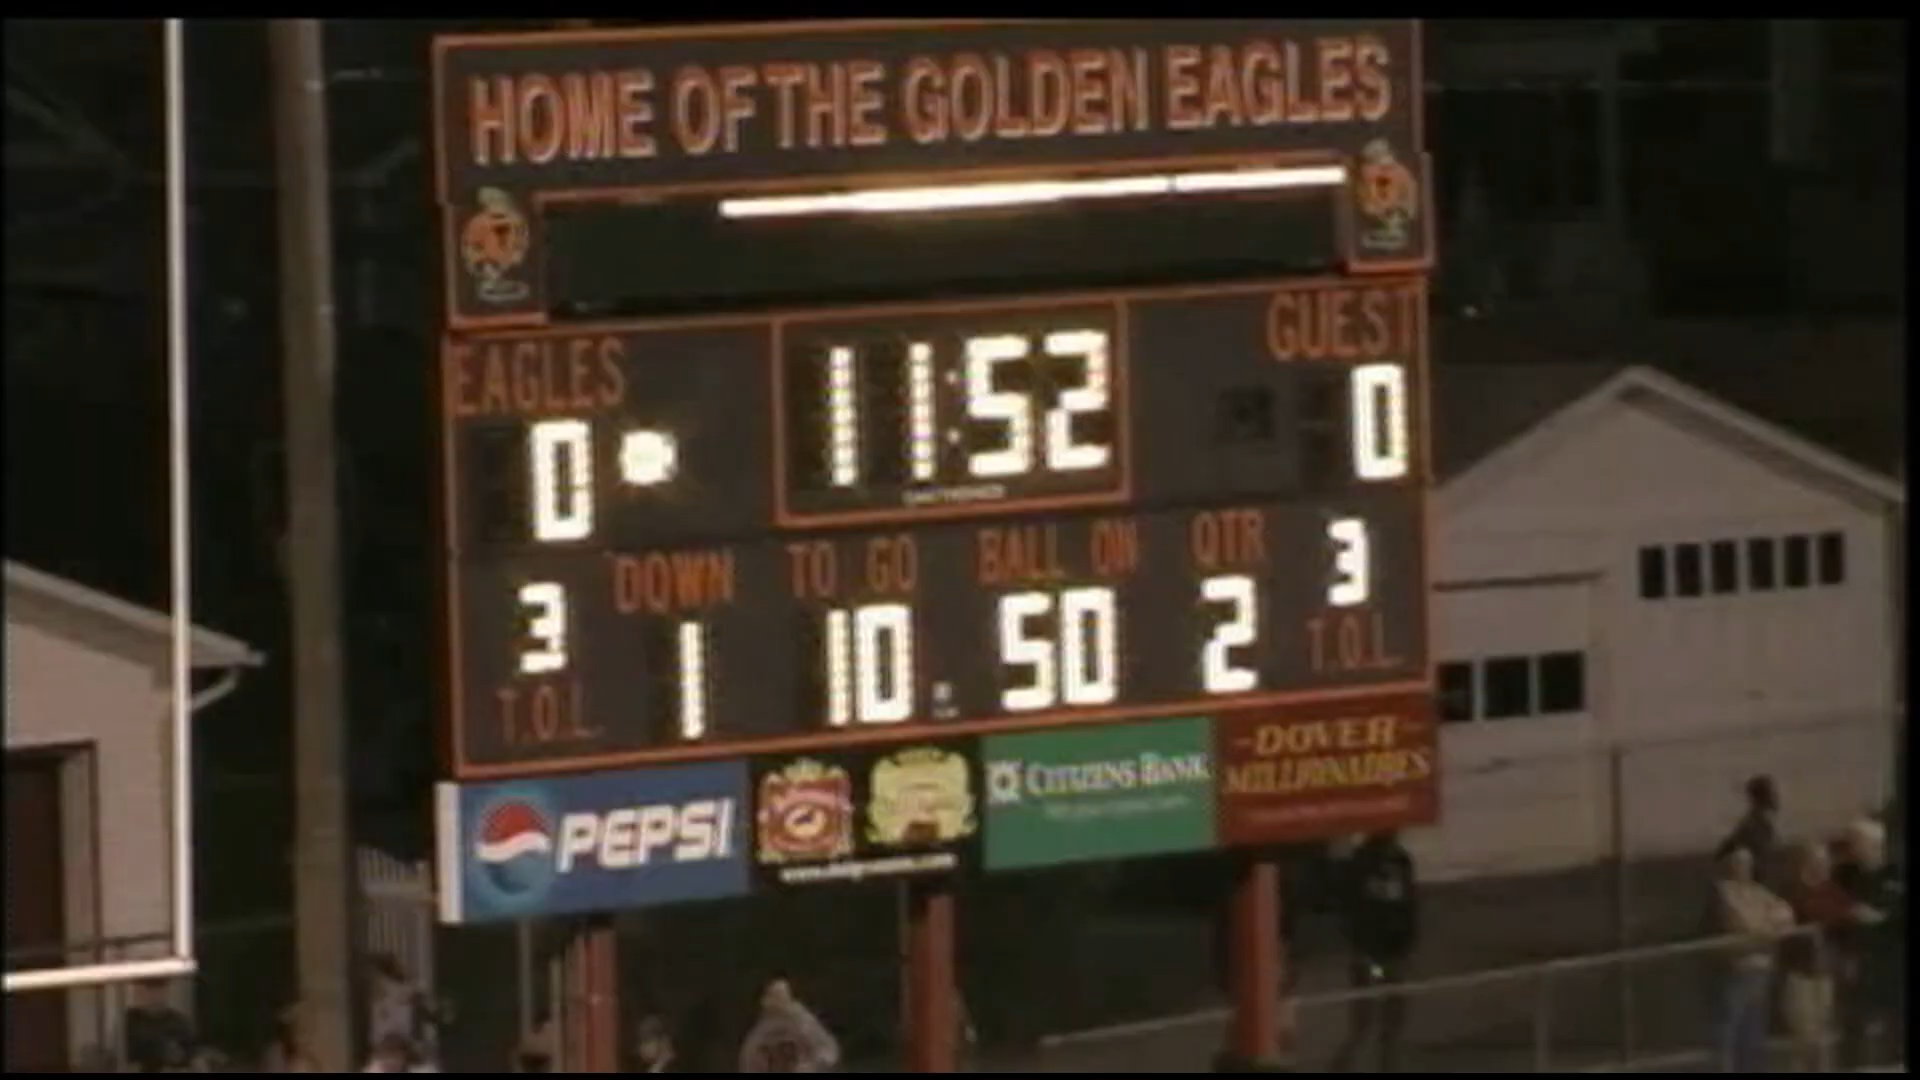 HOME OF THE GOLDEN EAGLES
EAGLES
11:52
GUEST
0
0
DOWN
TO GO
BALL ON
QTR
3
3
1
10
50
2
T.O.L.
T.O.L.
PEPSI
CITIZENS BANK
DOVER
MILLIONAIRES